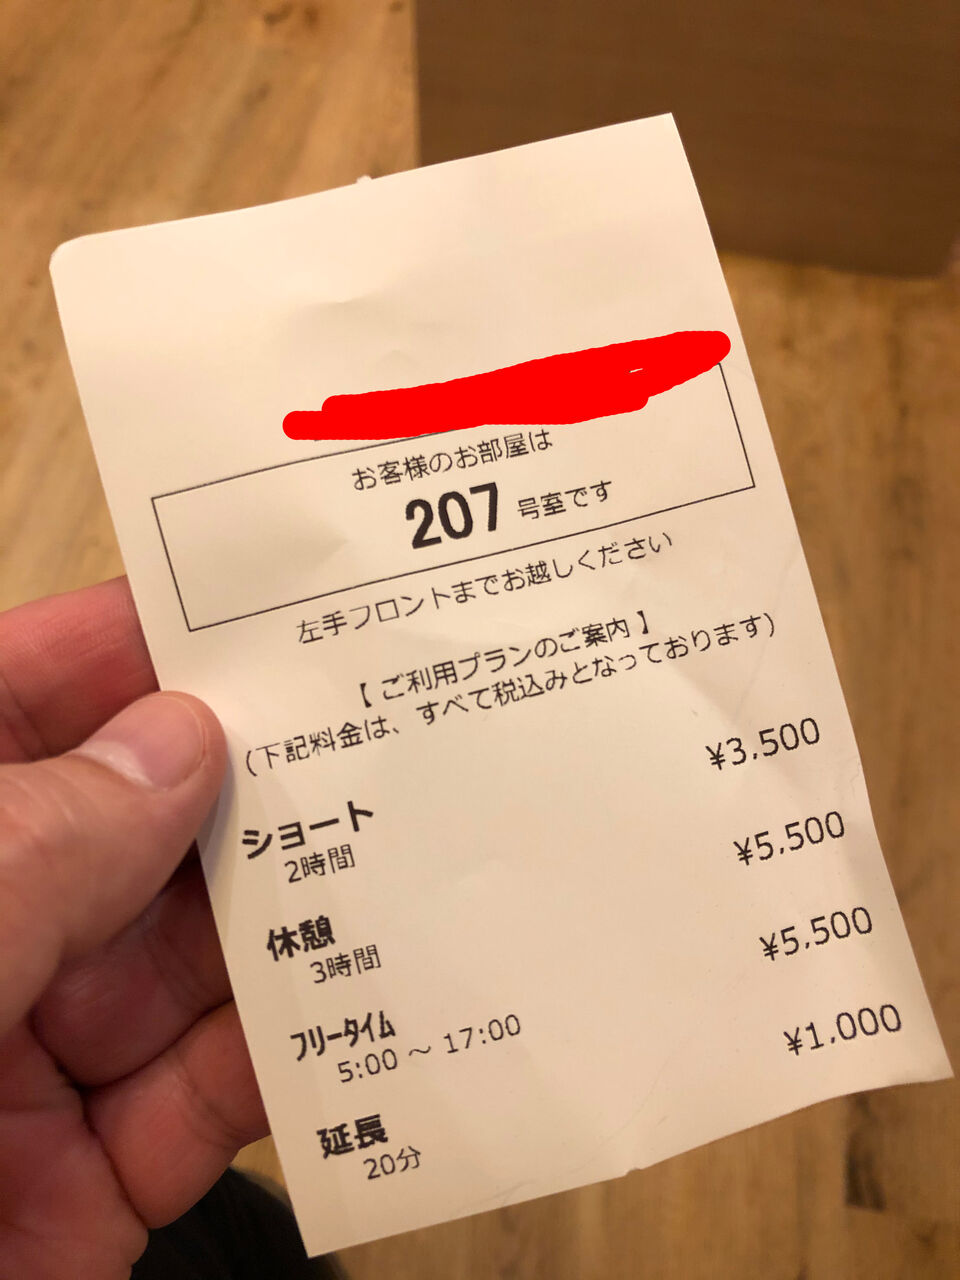 お客様のお部屋は
207 号室です
左手フロントまでお越しください
【 ご利用プランのご案内 】
(下記料金は、すべて税込みとなっております)
ショート ¥3,500
2時間
休憩 ¥5,500
3時間
フリータイム ¥5,500
5:00 ～ 17:00
延長 ¥1,000
20分